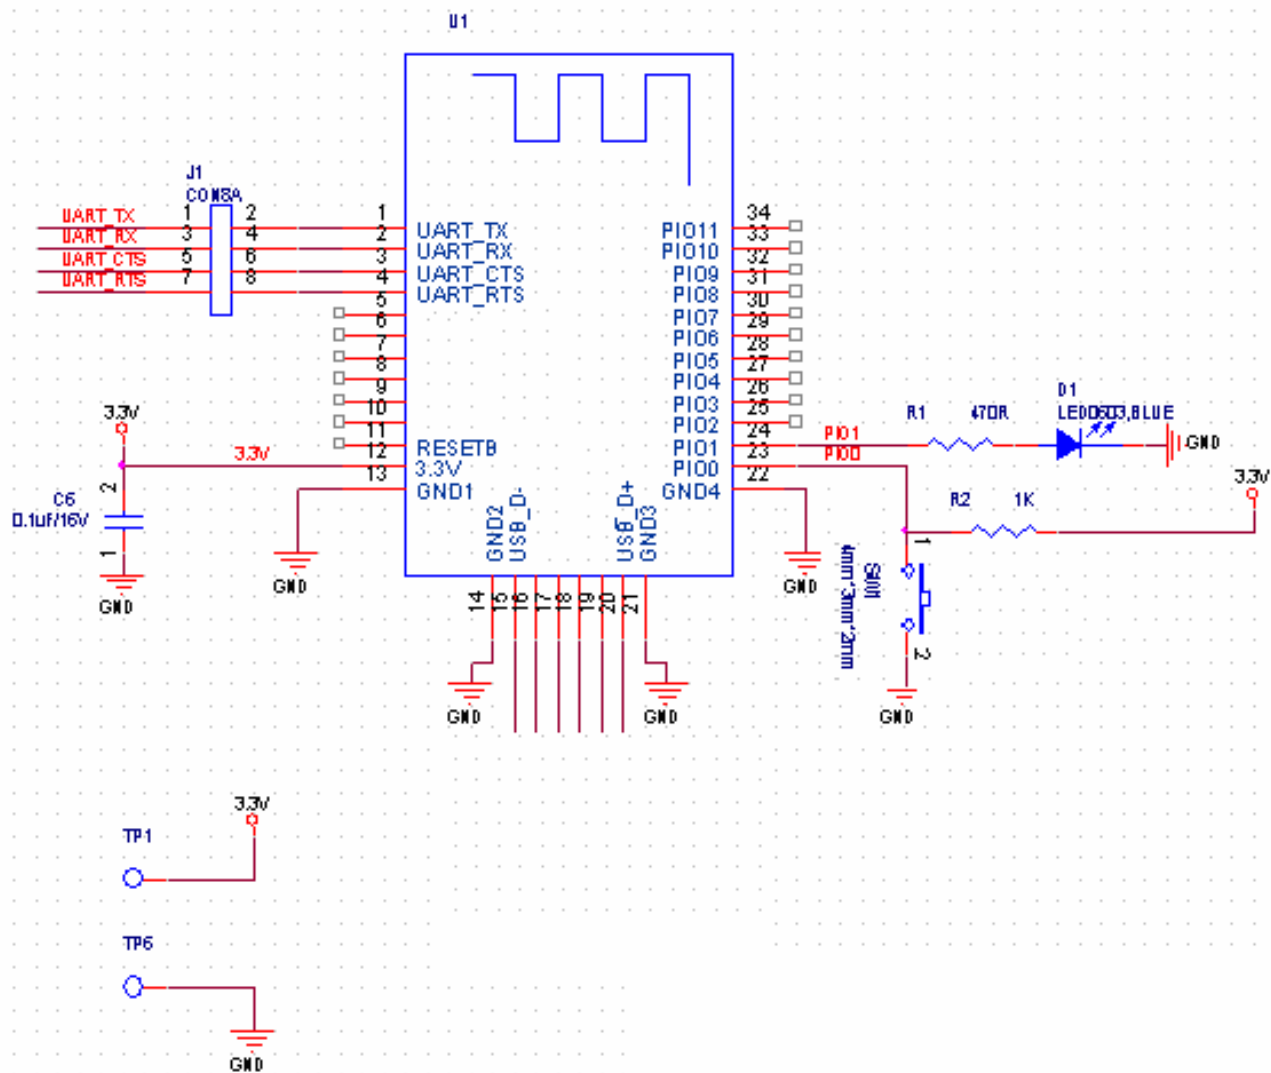 U1
J1
CON8A
UART_TX 1 2 1 UART_TX
UART_RX 3 4 2 UART_RX
UART_CTS 5 6 3 UART_CTS
UART_RTS 7 8 4 UART_RTS
5
6
7
8
9
10
11 RESETB
3.3V 12 3.3V
13 GND1
34 PIO11
33 PIO10
32 PIO9
31 PIO8
30 PIO7
29 PIO6
28 PIO5
27 PIO4
26 PIO3
25 PIO2
24 PIO1
23 PIO0
22 GND4
PIO1
PIO0
R1 470R
D1
LED0603,BLUE
GND
3.3V
R2 1K
3.3V
2
C6
0.1uF/16V
1
GND
GND
GND2
USB_D-
USB_D+
GND3
14
15
16
17
18
19
20
21
GND
GND
GND
1
4mm*3mm*2mm
2
GND
3.3V
TP1
TP6
GND